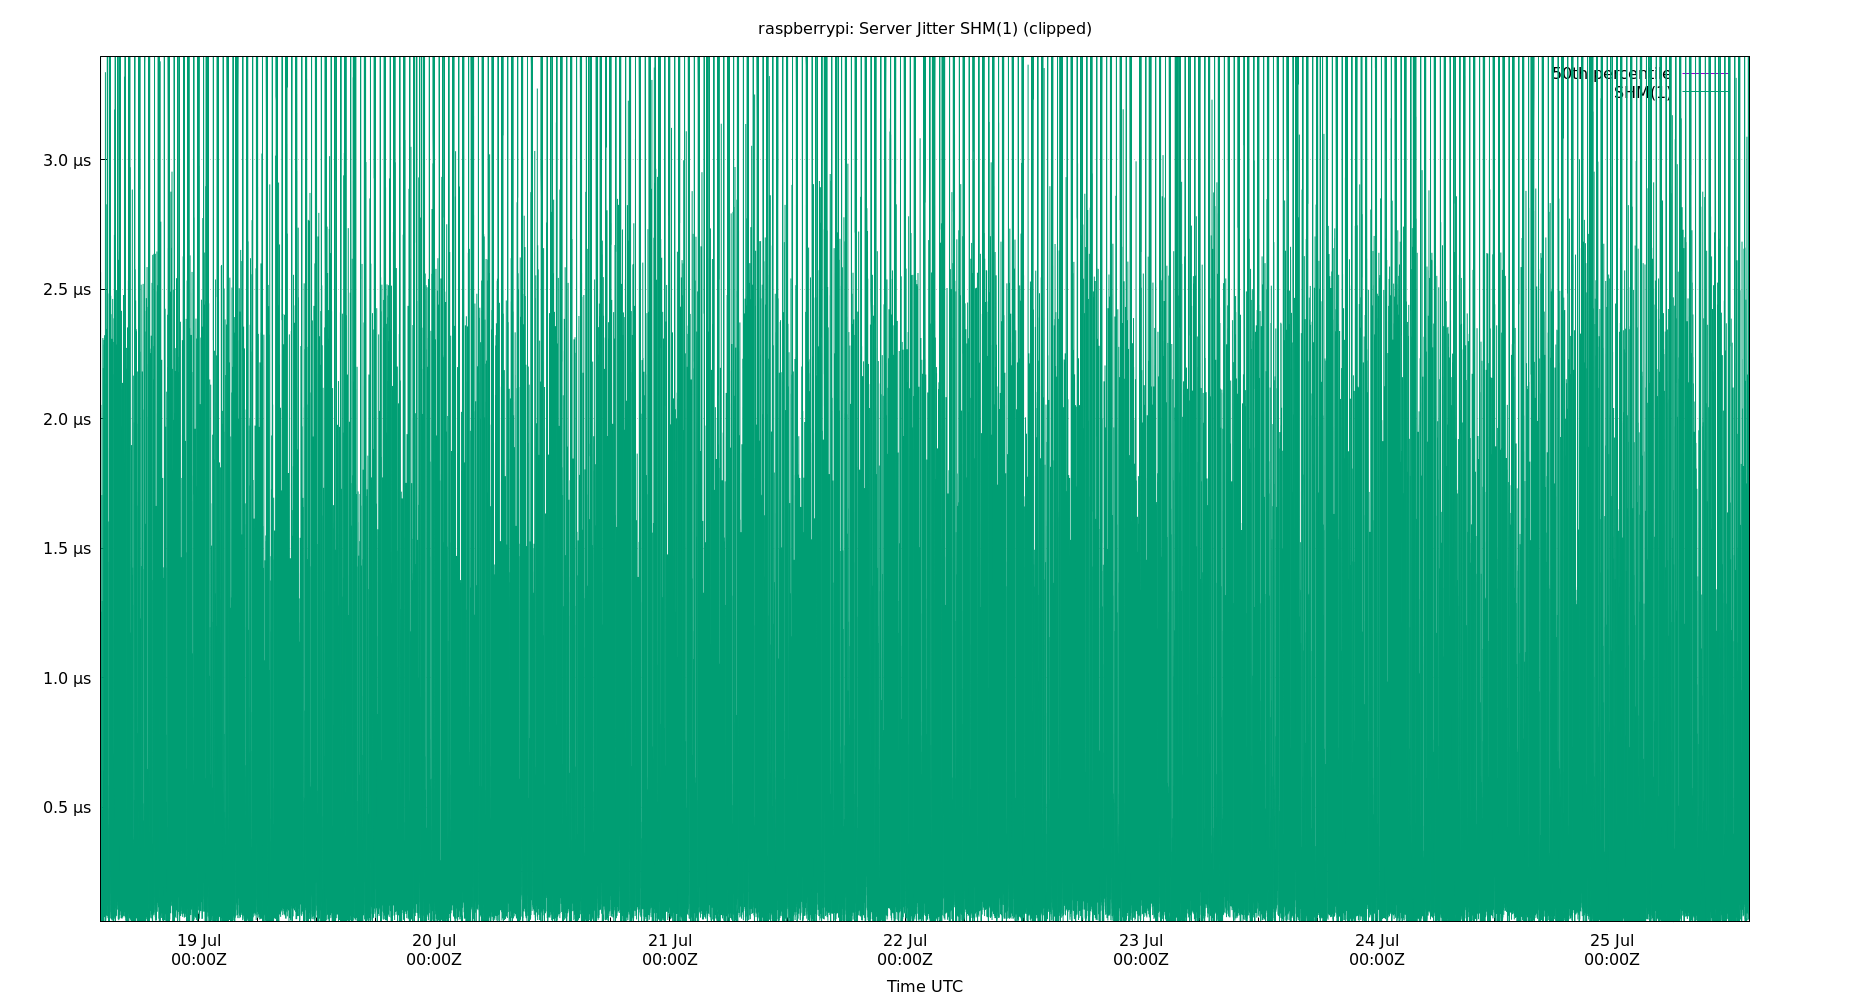 raspberrypi: Server Jitter SHM(1) (clipped)
50th percentile
SHM(1)
3.0 µs
2.5 µs
2.0 µs
1.5 µs
1.0 µs
0.5 µs
19 Jul 20 Jul 21 Jul 22 Jul 23 Jul 24 Jul 25 Jul
00:00Z 00:00Z 00:00Z 00:00Z 00:00Z 00:00Z 00:00Z
Time UTC